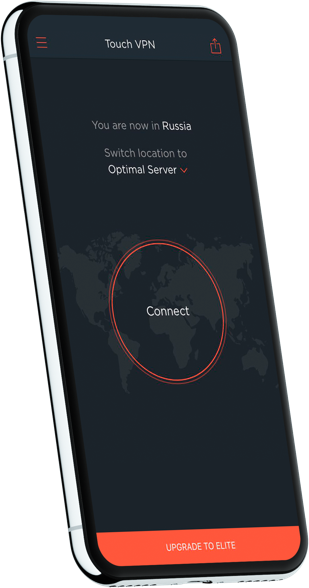 Touch VPN
You are now in Russia
Switch location to
Optimal Server
Connect
UPGRADE TO ELITE